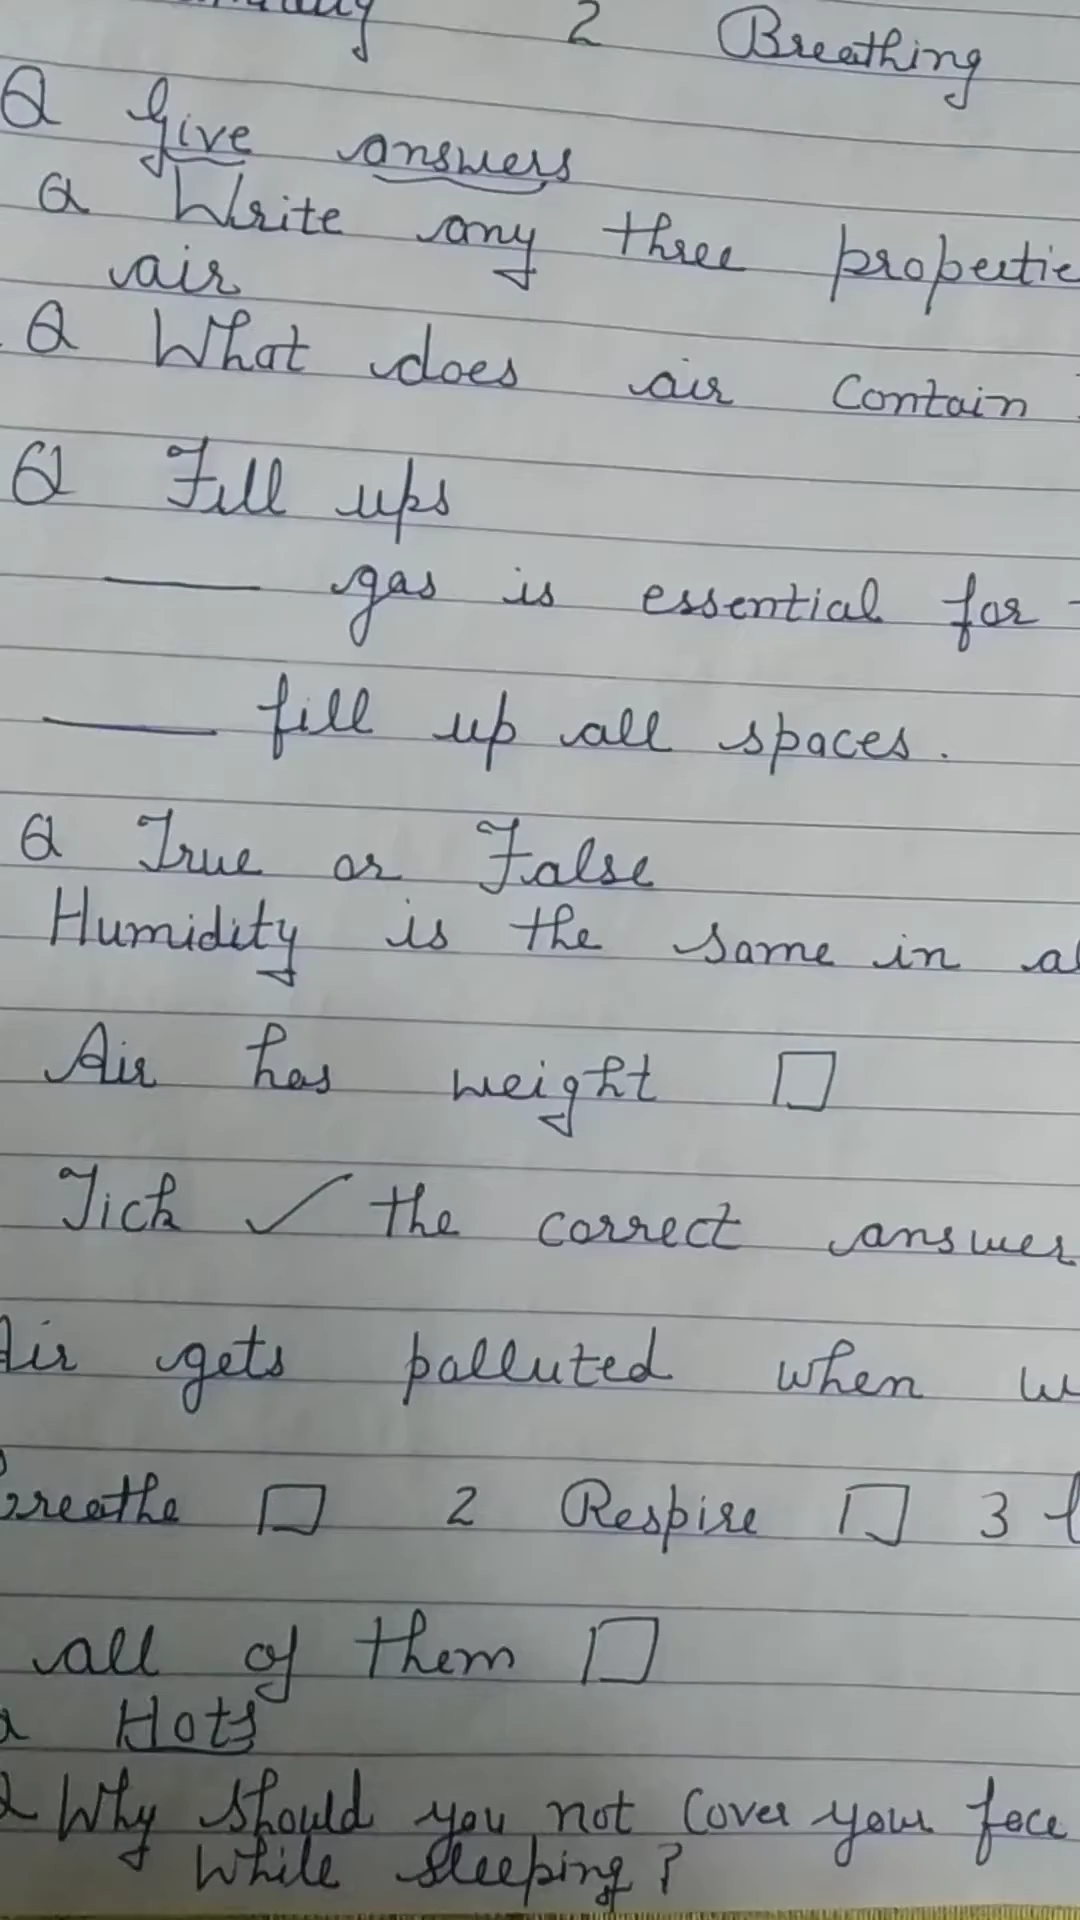 2 Breathing
Q Give answers
Q Write any three propertie
air
Q What does air contain
Q Fill ups
____ gas is essential for
____ fill up all spaces.
Q True or False
Humidity is the same in
Air has weight
Tick ✓ the correct answer
Air gets polluted when
breathe 2 Respire 3
all of them
Hots
Q Why should you not cover your face
while sleeping?